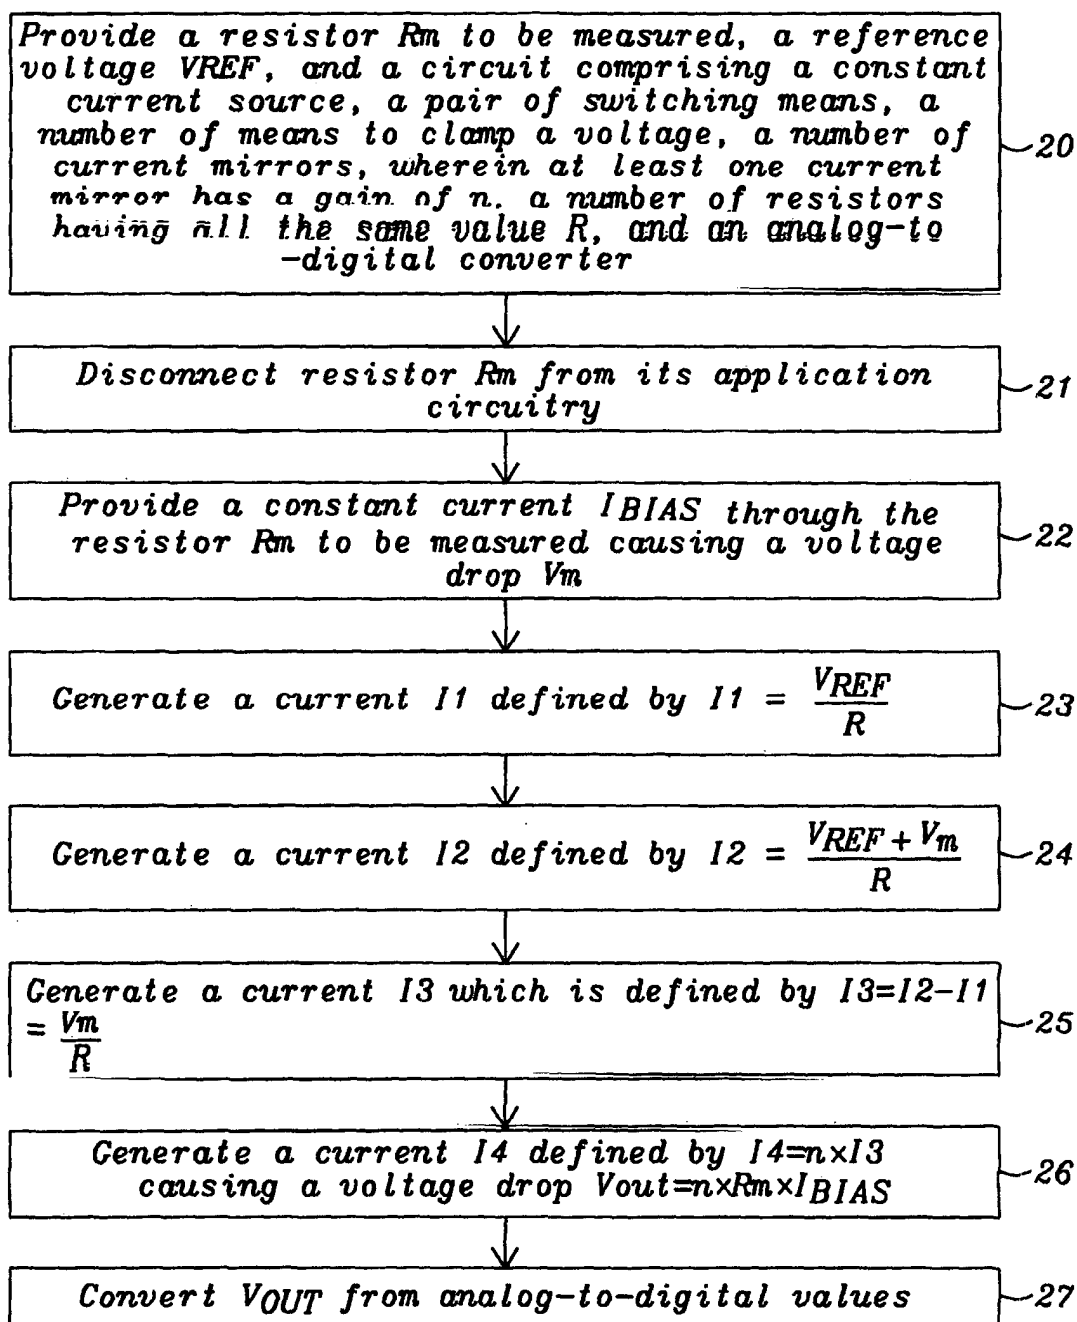 Provide a resistor Rm to be measured, a reference
voltage VREF, and a circuit comprising a constant
current source, a pair of switching means, a
number of means to clamp a voltage, a number of
current mirrors, wherein at least one current
mirror has a gain of n. a number of resistors
having all the same value R, and an analog-to
-digital converter
20
Disconnect resistor Rm from its application
circuitry
21
Provide a constant current IBIAS through the
resistor Rm to be measured causing a voltage
drop Vm
22
Generate a current I1 defined by I1 = VREF / R
23
Generate a current I2 defined by I2 = VREF + Vm / R
24
Generate a current I3 which is defined by I3=I2-I1
= Vm / R
25
Generate a current I4 defined by I4=n×I3
causing a voltage drop Vout=n×Rm×IBIAS
26
Convert VOUT from analog-to-digital values
27